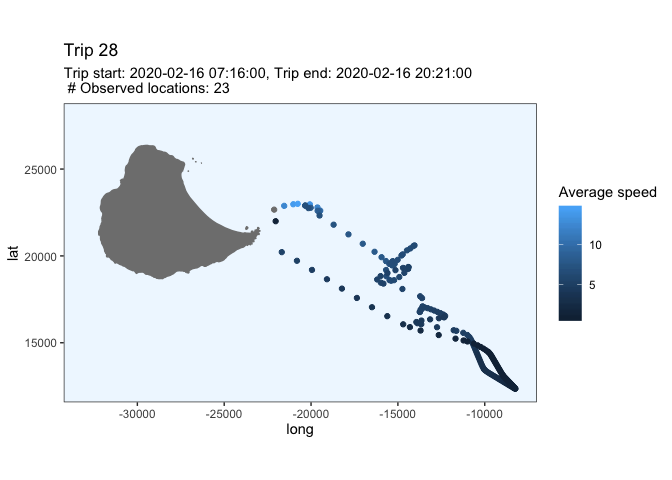 Trip 28
Trip start: 2020-02-16 07:16:00, Trip end: 2020-02-16 20:21:00
# Observed locations: 23
25000
20000
15000
lat
-30000
-25000
-20000
-15000
-10000
long
Average speed
10
5